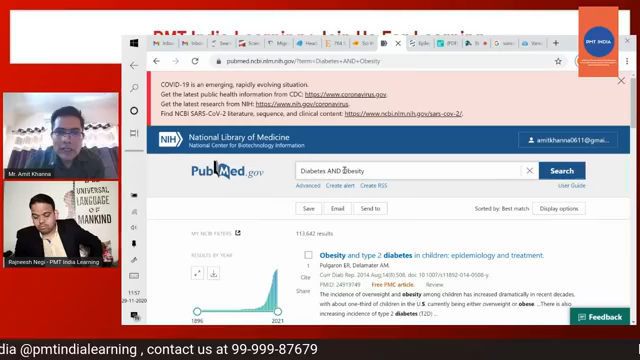 PMT India Learning - Join Us For Learning
PMT INDIA
pubmed.ncbi.nlm.nih.gov/?term=Diabetes+AND+Obesity
COVID-19 is an emerging, rapidly evolving situation.
Get the latest public health information from CDC: https://www.coronavirus.gov.
Get the latest research from NIH: https://www.nih.gov/coronavirus.
Find NCBI SARS-CoV-2 literature, sequence, and clinical content: https://www.ncbi.nlm.nih.gov/sars-cov-2/.
NIH National Library of Medicine
National Center for Biotechnology Information
amitkhanna0611@gmai...
PubMed.gov
Diabetes AND Obesity
Search
Advanced Create alert Create RSS User Guide
Save Email Send to Sorted by: Best match Display options
MY NCBI FILTERS
113,642 results
RESULTS BY YEAR
1896 2021
1
Cite
Share
Obesity and type 2 diabetes in children: epidemiology and treatment.
Pulgaron ER, Delamater AM.
Curr Diab Rep. 2014 Aug;14(8):508. doi: 10.1007/s11892-014-0508-y.
PMID: 24919749 Free PMC article. Review
The incidence of overweight and obesity among children has increased dramatically in recent decades,
with about one-third of children in the U.S. currently being either overweight or obese. ...There is also
increasing incidence of type 2 diabetes (T2D) ...
Feedback
Mr. Amit Khanna
UNIVERSAL
LANGUAGE
OF
MANKIND
Rajneesh Negi - PMT India Learning
11:57
29-11-2020
dia @pmtindialearning , contact us at 99-999-87679